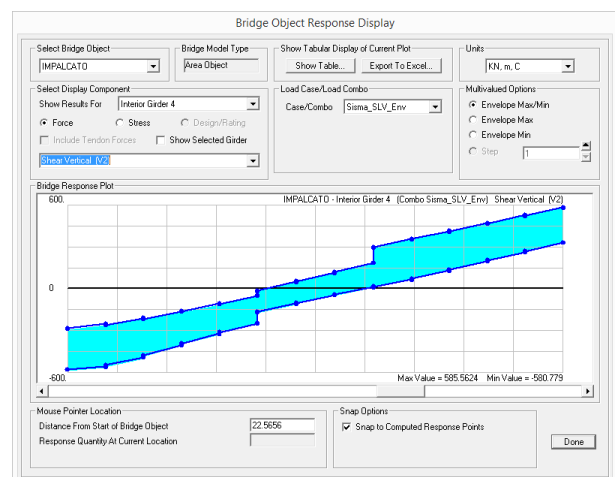 Bridge Object Response Display
Select Bridge Object
IMPALCATO
Bridge Model Type
Area Object
Show Tabular Display of Current Plot
Show Table...
Export To Excel...
Units
KN, m, C
Select Display Component
Show Results For
Interior Girder 4
Force
Stress
Design/Rating
Include Tendon Forces
Show Selected Girder
Shear Vertical (V2)
Load Case/Load Combo
Case/Combo
Sisma_SLV_Env
Multivalued Options
Envelope Max/Min
Envelope Max
Envelope Min
Step
1
Bridge Response Plot
600.
IMPALCATO - Interior Girder 4 (Combo Sisma_SLV_Env) Shear Vertical (V2)
0
-600.
Max Value = 585.5624 Min Value = -580.779
Mouse Pointer Location
Distance From Start of Bridge Object
22.5656
Response Quantity At Current Location
Snap Options
Snap to Computed Response Points
Done